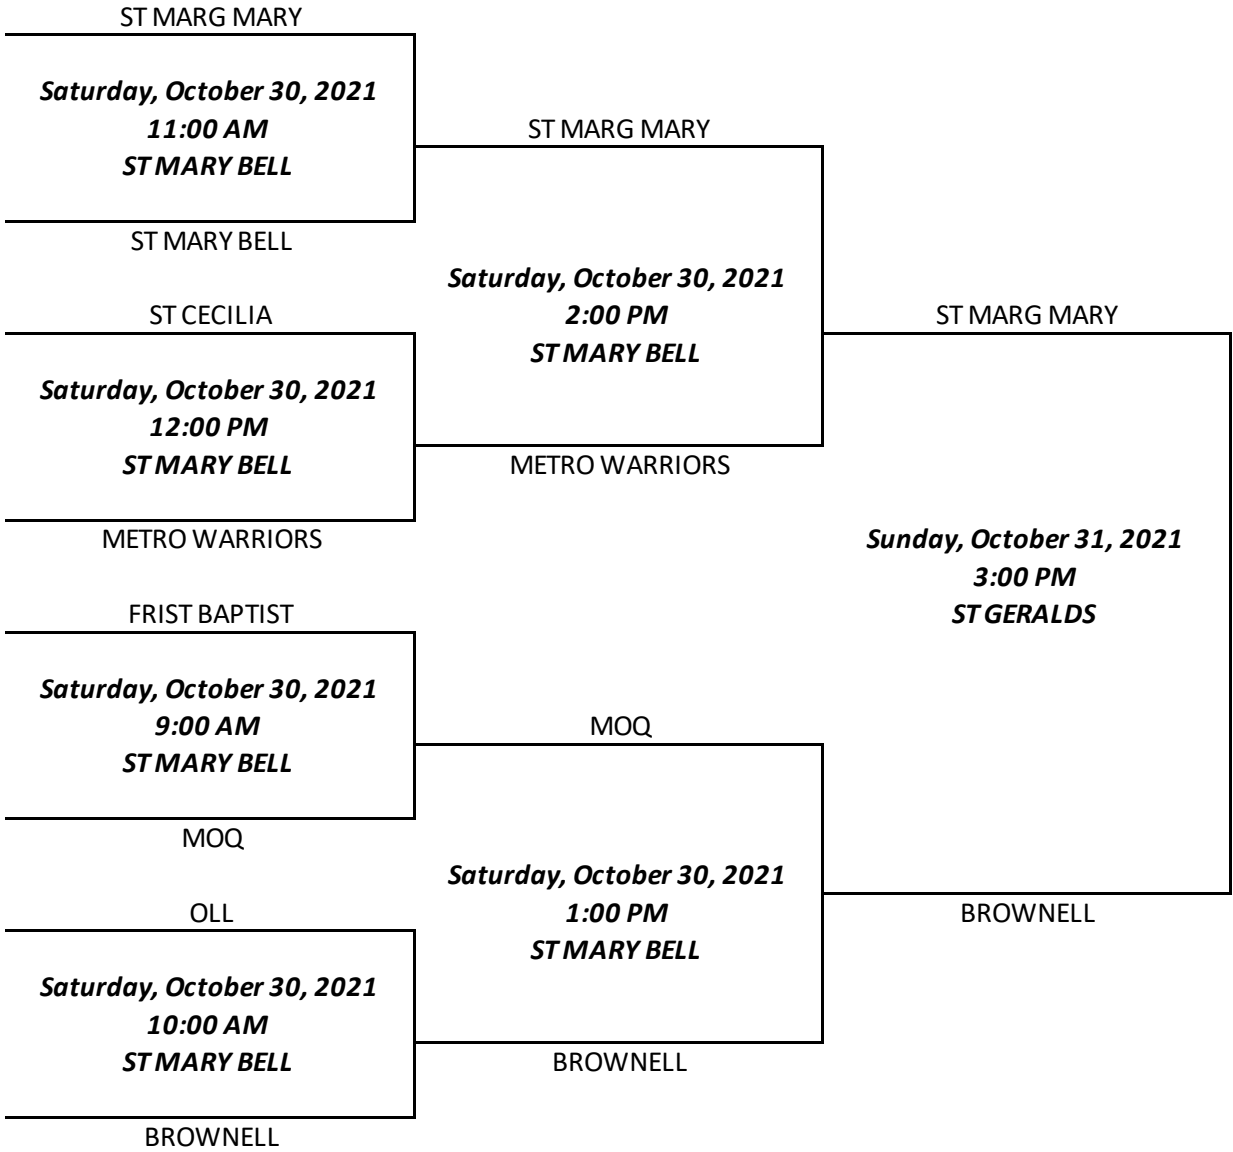 ST MARG MARY
Saturday, October 30, 2021
11:00 AM
ST MARY BELL
ST MARY BELL
ST CECILIA
Saturday, October 30, 2021
12:00 PM
ST MARY BELL
METRO WARRIORS
FRIST BAPTIST
Saturday, October 30, 2021
9:00 AM
ST MARY BELL
MOQ
OLL
Saturday, October 30, 2021
10:00 AM
ST MARY BELL
BROWNELL
ST MARG MARY
Saturday, October 30, 2021
2:00 PM
ST MARY BELL
METRO WARRIORS
MOQ
Saturday, October 30, 2021
1:00 PM
ST MARY BELL
BROWNELL
ST MARG MARY
Sunday, October 31, 2021
3:00 PM
ST GERALDS
BROWNELL